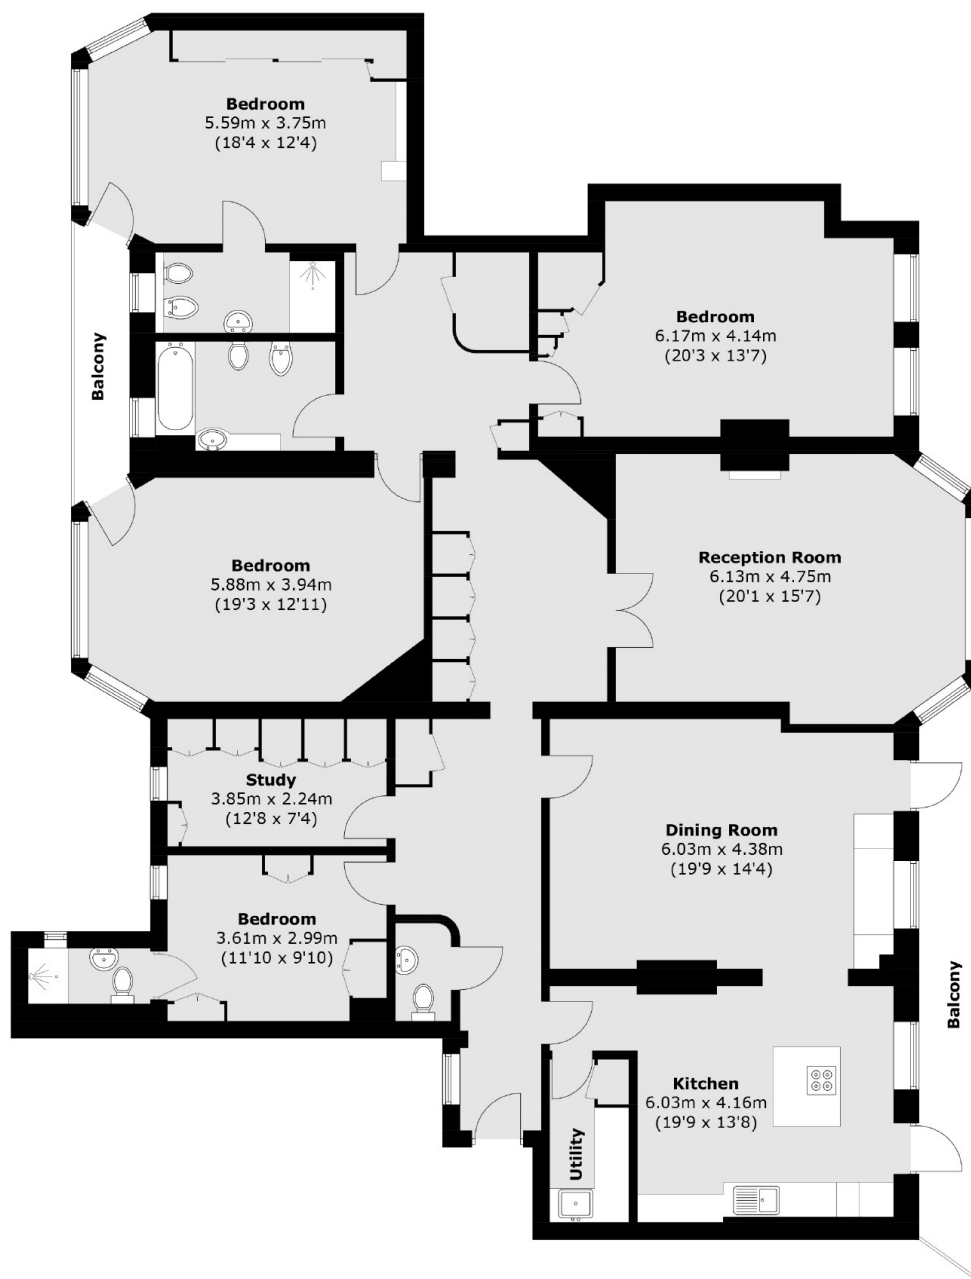 Bedroom
5.59m x 3.75m
(18'4 x 12'4)
Bedroom
6.17m x 4.14m
(20'3 x 13'7)
Balcony
Bedroom
5.88m x 3.94m
(19'3 x 12'11)
Reception Room
6.13m x 4.75m
(20'1 x 15'7)
Study
3.85m x 2.24m
(12'8 x 7'4)
Dining Room
6.03m x 4.38m
(19'9 x 14'4)
Bedroom
3.61m x 2.99m
(11'10 x 9'10)
Balcony
Kitchen
6.03m x 4.16m
(19'9 x 13'8)
Utility